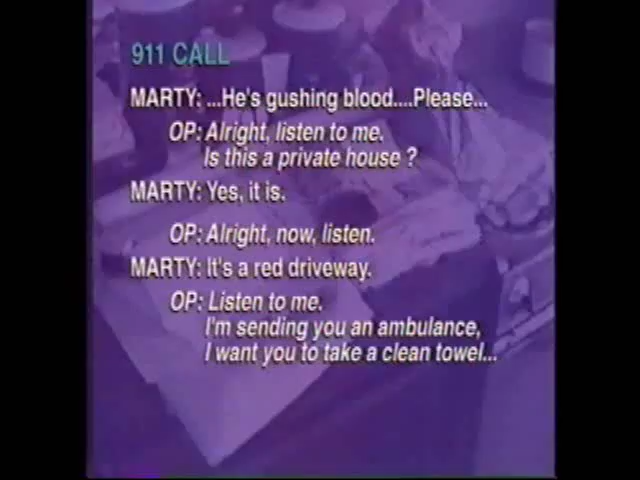 911 CALL
MARTY: ...He's gushing blood....Please...
OP: Alright, listen to me.
Is this a private house ?
MARTY: Yes, it is.
OP: Alright, now, listen.
MARTY: It's a red driveway.
OP: Listen to me.
I'm sending you an ambulance,
I want you to take a clean towel...